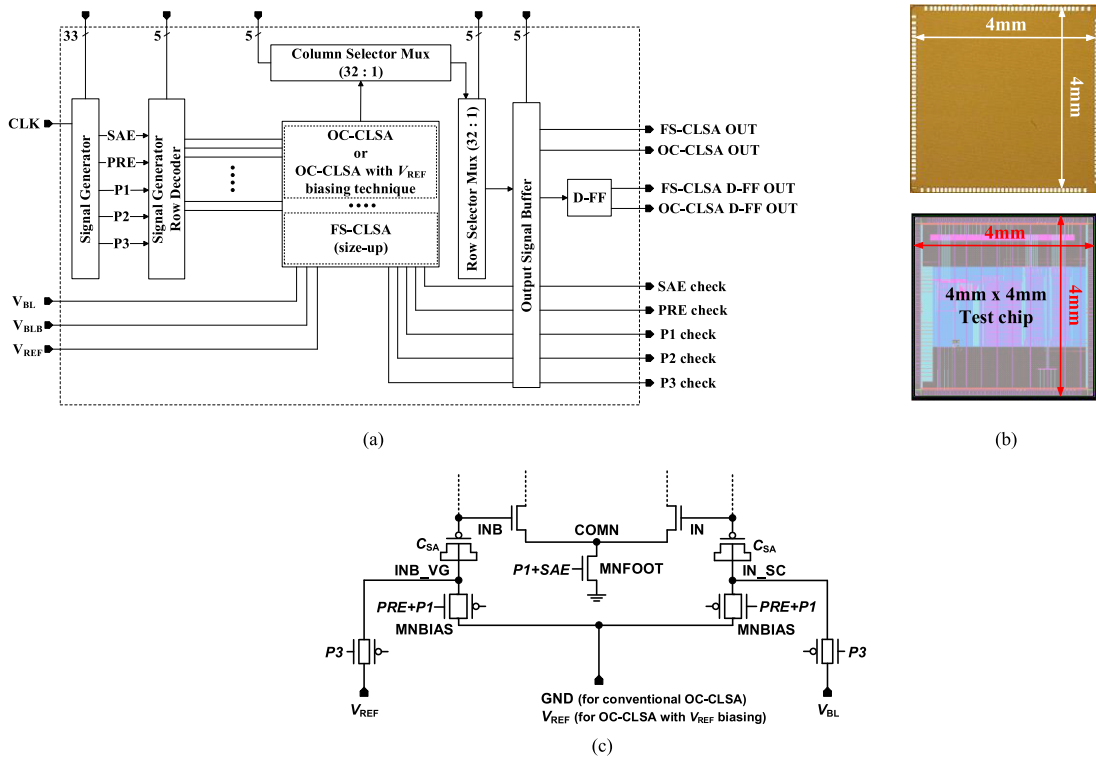 33
5
5
5
5
Column Selector Mux
(32 : 1)
CLK
Signal Generator
SAE
PRE
P1
P2
P3
Signal Generator
Row Decoder
OC-CLSA
or
OC-CLSA with VREF
biasing technique
FS-CLSA
(size-up)
Row Selector Mux (32 : 1)
Output Signal Buffer
D-FF
FS-CLSA OUT
OC-CLSA OUT
FS-CLSA D-FF OUT
OC-CLSA D-FF OUT
SAE check
PRE check
P1 check
P2 check
P3 check
VBL
VBLB
VREF
(a)
4mm
4mm
4mm
4mm
4mm x 4mm
Test chip
(b)
INB
COMN
IN
CSA
CSA
INB_VG
P1+SAE
MNFOOT
IN_SC
PRE+P1
PRE+P1
MNBIAS
MNBIAS
P3
P3
VREF
GND (for conventional OC-CLSA)
VREF (for OC-CLSA with VREF biasing)
VBL
(c)